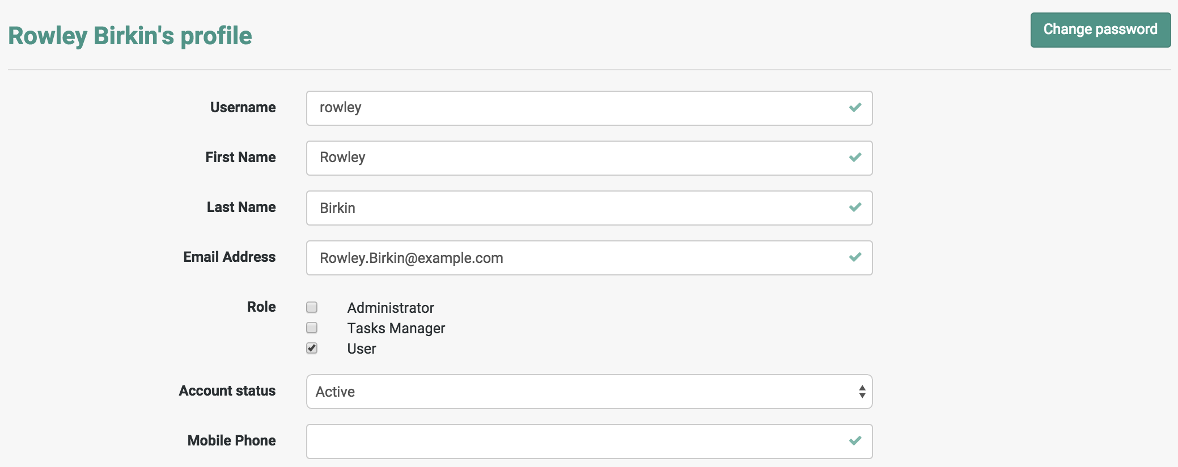 Rowley Birkin's profile
Change password
Username
rowley
First Name
Rowley
Last Name
Birkin
Email Address
Rowley.Birkin@example.com
Role
Administrator
Tasks Manager
User
Account status
Active
Mobile Phone